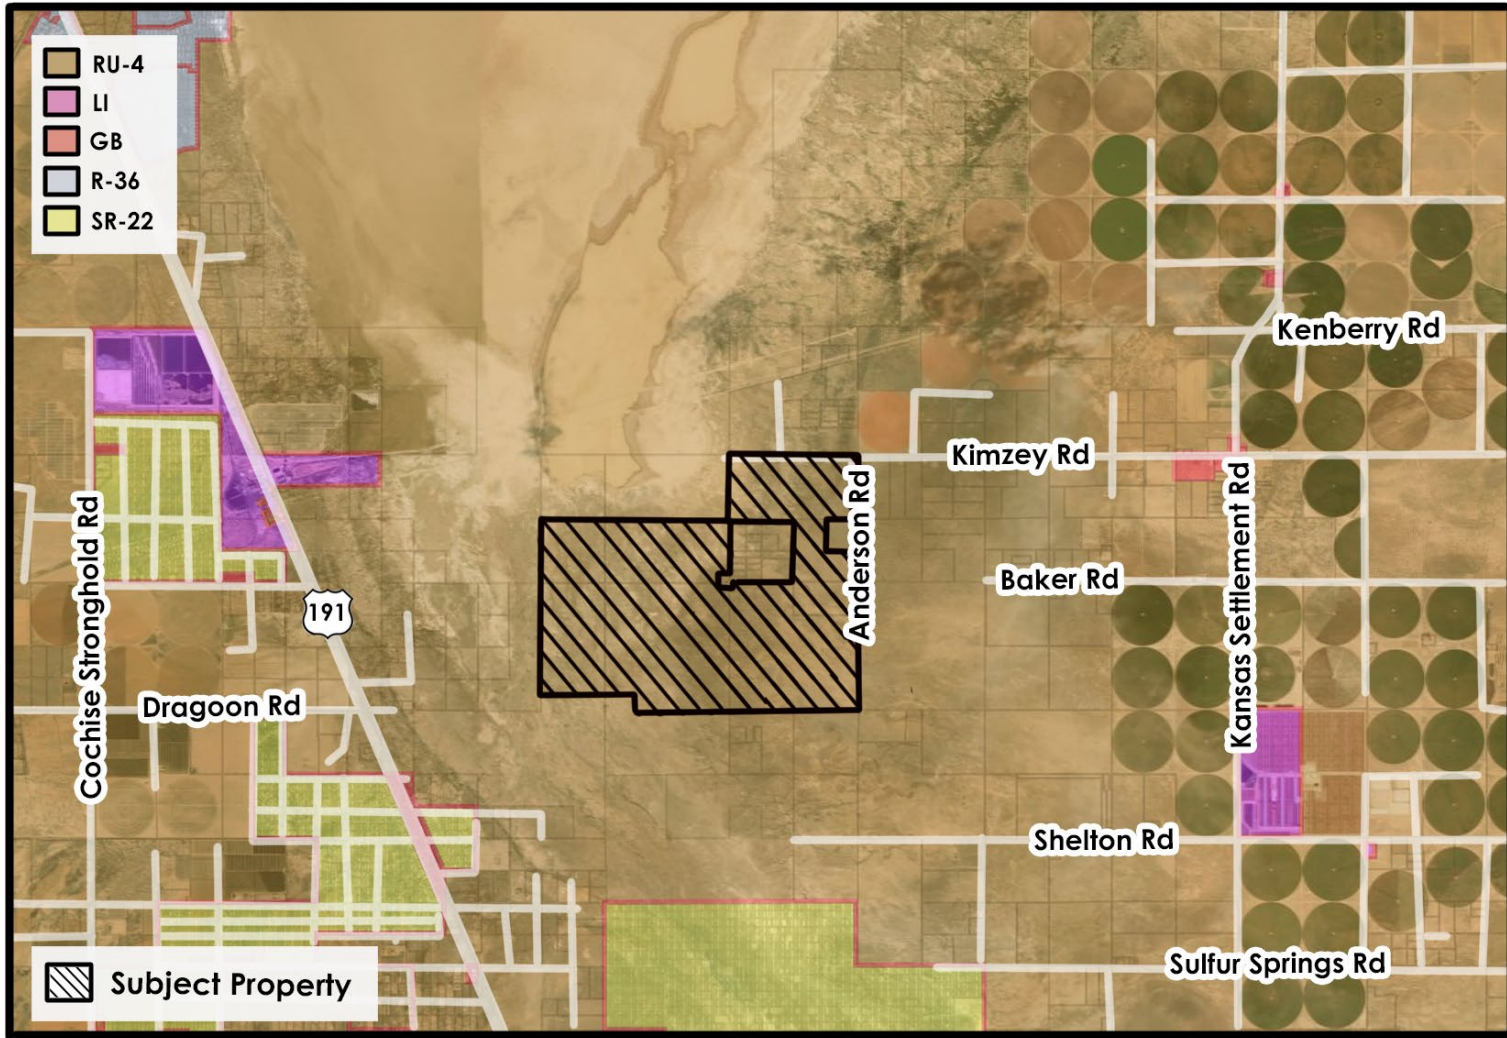 RU-4
LI
GB
R-36
SR-22
Kenberry Rd
Kimzey Rd
Anderson Rd
Kansas Settlement Rd
Cochise Stronghold Rd
Baker Rd
191
Dragoon Rd
Shelton Rd
Sulfur Springs Rd
Subject Property